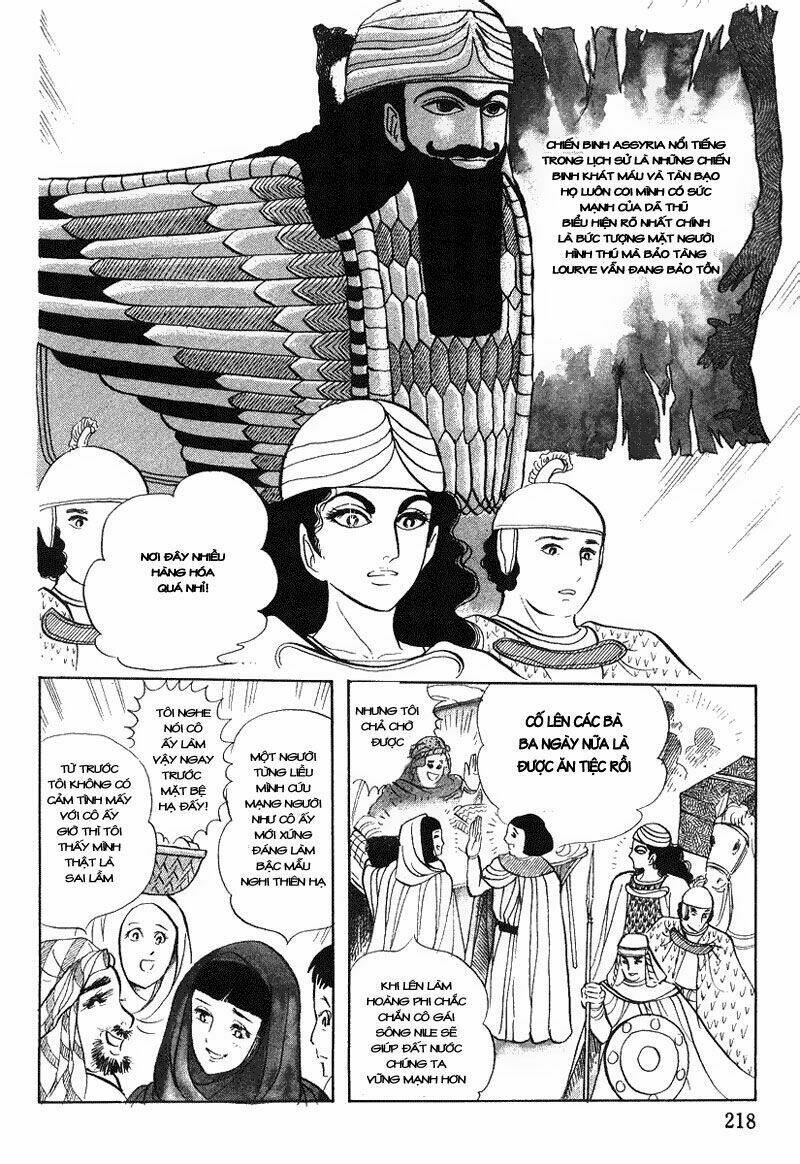 CHIẾN BINH ASSYRIA NỔI TIẾNG
TRONG LỊCH SỬ LÀ NHỮNG CHIẾN
BINH KHÁT MÁU VÀ TÀN BẠO
HỌ LUÔN COI MÌNH CÓ SỨC
MẠNH CỦA DÃ THÚ
BIỂU HIỆN RÕ NHẤT CHÍNH
LÀ BỨC TƯỢNG MẶT NGƯỜI
HÌNH THÚ MÀ BẢO TÀNG
LOURVE VẪN ĐANG BẢO TỒN
NƠI ĐÂY NHIỀU
HÀNG HÓA
QUÁ NHỈ!
TỪ TRƯỚC
TÔI KHÔNG CÓ
CẢM TÌNH MẤY
VỚI CÔ ẤY
GIỜ THÌ TÔI
THẤY MÌNH
THẬT LÀ
SAI LẦM
TÔI NGHE
NÓI CÔ
ẤY LÀM
VẬY NGAY
TRƯỚC
MẶT BỆ
HẠ ĐẤY!
MỘT NGƯỜI
TỪNG LIỀU
MÌNH CỨU
MẠNG NGƯỜI
NHƯ CÔ ẤY
MỚI XỨNG
ĐÁNG LÀM
BẬC MẪU
NGHI THIÊN HẠ
NHƯNG TÔI
CHẢ CHỜ
ĐƯỢC
CỐ LÊN CÁC BÀ
BA NGÀY NỮA LÀ
ĐƯỢC ĂN TIỆC RỒI
KHI LÊN LÀM
HOÀNG PHI CHẮC
CHẮN CÔ GÁI
SÔNG NILE SẼ
GIÚP ĐẤT NƯỚC
CHÚNG TA
VỮNG MẠNH HƠN
218